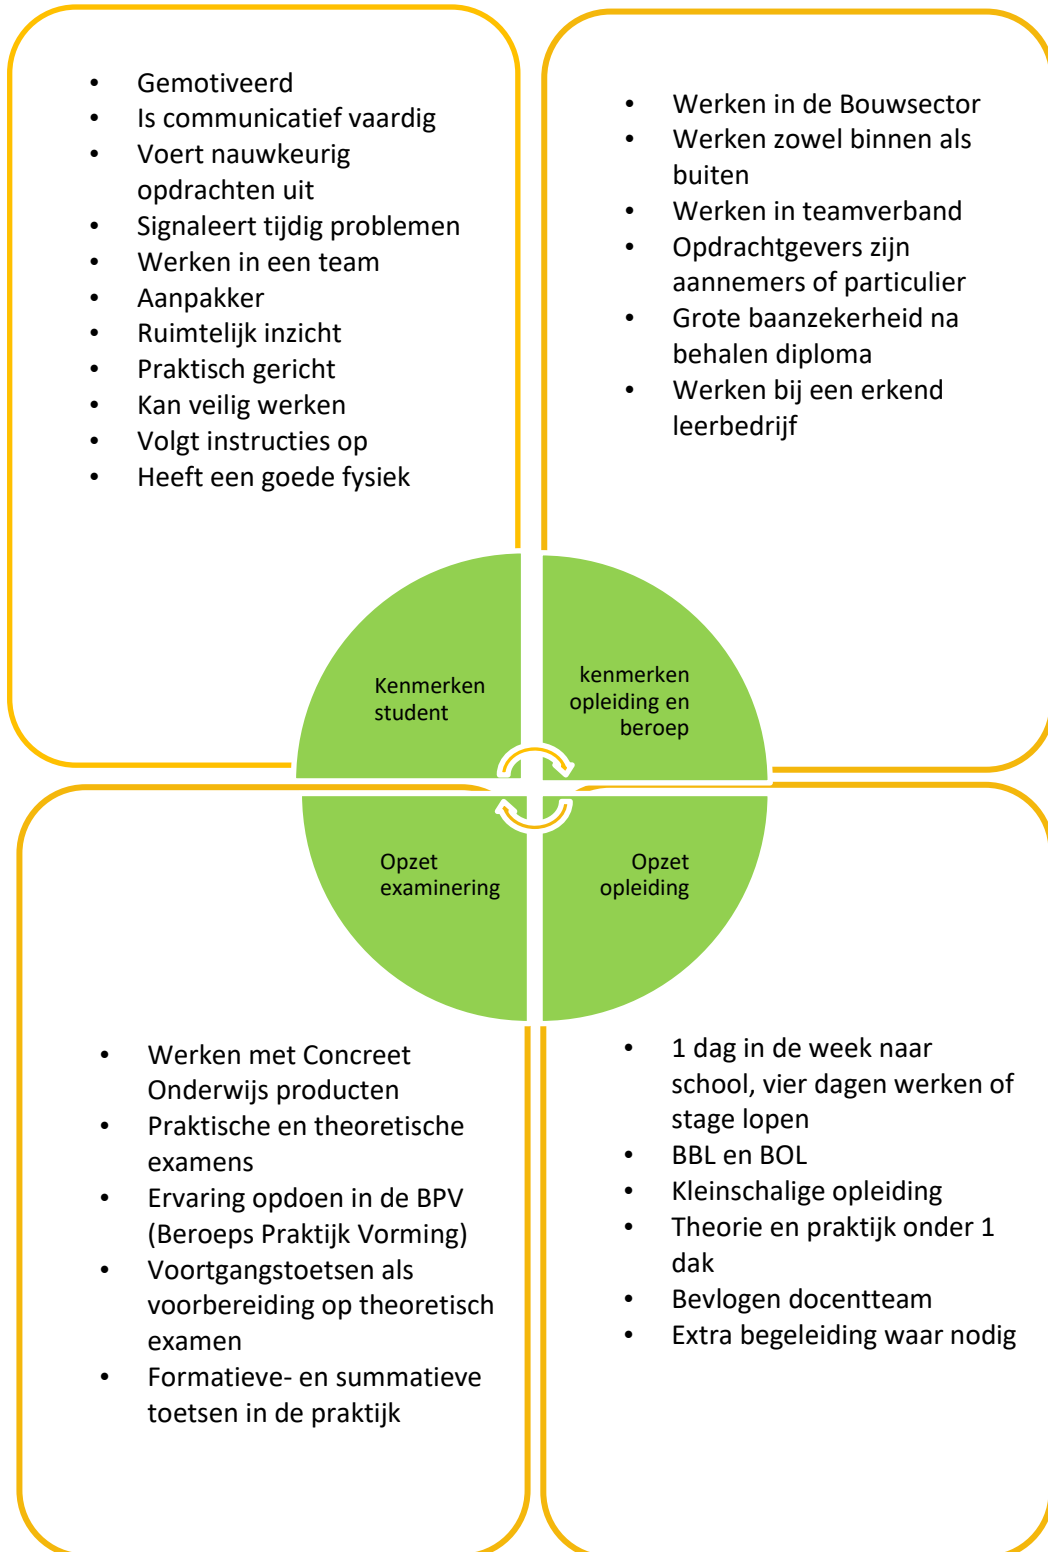 • Gemotiveerd
• Is communicatief vaardig
• Voert nauwkeurig
opdrachten uit
• Signaleert tijdig problemen
• Werken in een team
• Aanpakker
• Ruimtelijk inzicht
• Praktisch gericht
• Kan veilig werken
• Volgt instructies op
• Heeft een goede fysiek
• Werken in de Bouwsector
• Werken zowel binnen als
buiten
• Werken in teamverband
• Opdrachtgevers zijn
aannemers of particulier
• Grote baanzekerheid na
behalen diploma
• Werken bij een erkend
leerbedrijf
Kenmerken
student
kenmerken
opleiding en
beroep
Opzet
examinering
Opzet
opleiding
• Werken met Concreet
Onderwijs producten
• Praktische en theoretische
examens
• Ervaring opdoen in de BPV
(Beroeps Praktijk Vorming)
• Voortgangstoetsen als
voorbereiding op theoretisch
examen
• Formatieve- en summatieve
toetsen in de praktijk
• 1 dag in de week naar
school, vier dagen werken of
stage lopen
• BBL en BOL
• Kleinschalige opleiding
• Theorie en praktijk onder 1
dak
• Bevlogen docentteam
• Extra begeleiding waar nodig